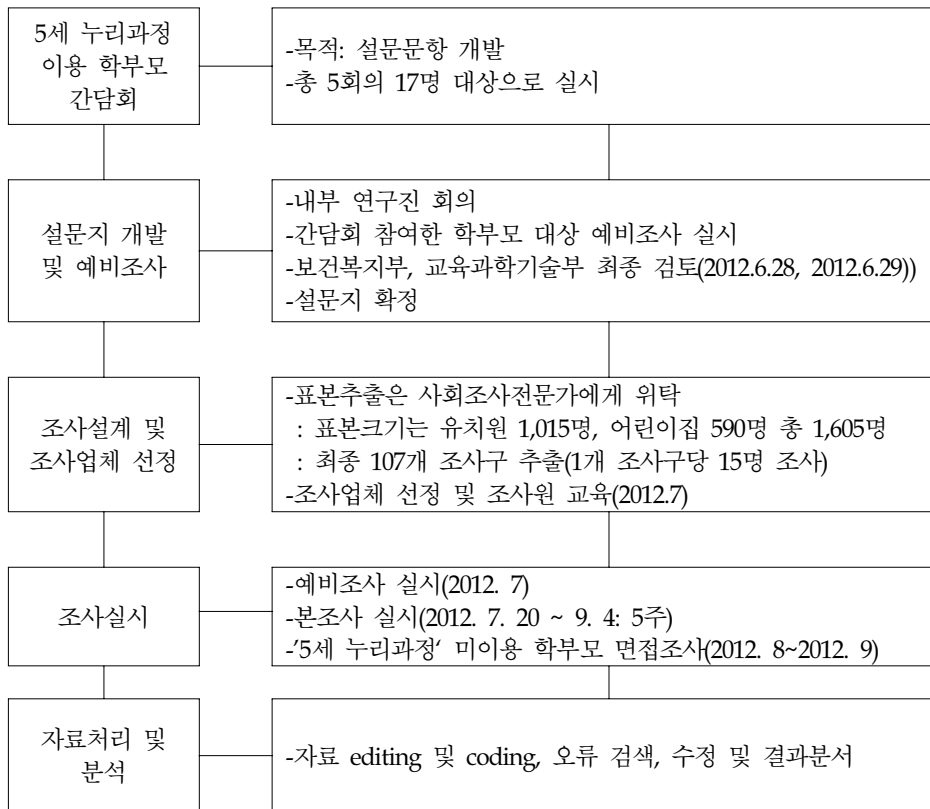 5세 누리과정
이용 학부모
간담회
-목적: 설문문항 개발
-총 5회의 17명 대상으로 실시
설문지 개발
및 예비조사
-내부 연구진 회의
-간담회 참여한 학부모 대상 예비조사 실시
-보건복지부, 교육과학기술부 최종 검토(2012.6.28, 2012.6.29))
-설문지 확정
조사설계 및
조사업체 선정
-표본추출은 사회조사전문가에게 위탁
: 표본크기는 유치원 1,015명, 어린이집 590명 총 1,605명
: 최종 107개 조사구 추출(1개 조사구당 15명 조사)
-조사업체 선정 및 조사원 교육(2012.7)
조사실시
-예비조사 실시(2012. 7)
-본조사 실시(2012. 7. 20 ~ 9. 4: 5주)
-’5세 누리과정‘ 미이용 학부모 면접조사(2012. 8~2012. 9)
자료처리 및
분석
-자료 editing 및 coding, 오류 검색, 수정 및 결과분서